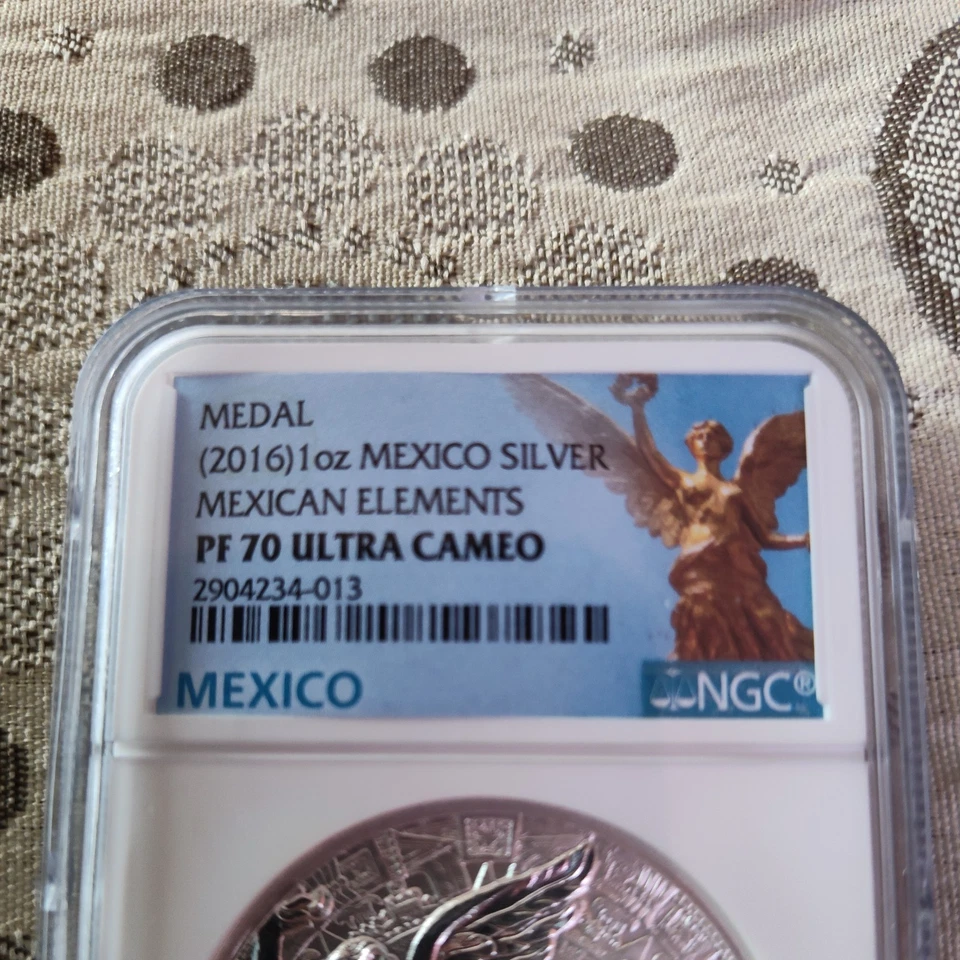 MEDAL
(2016)1oz MEXICO SILVER
MEXICAN ELEMENTS
PF 70 ULTRA CAMEO
2904234-013
MEXICO
NGC®